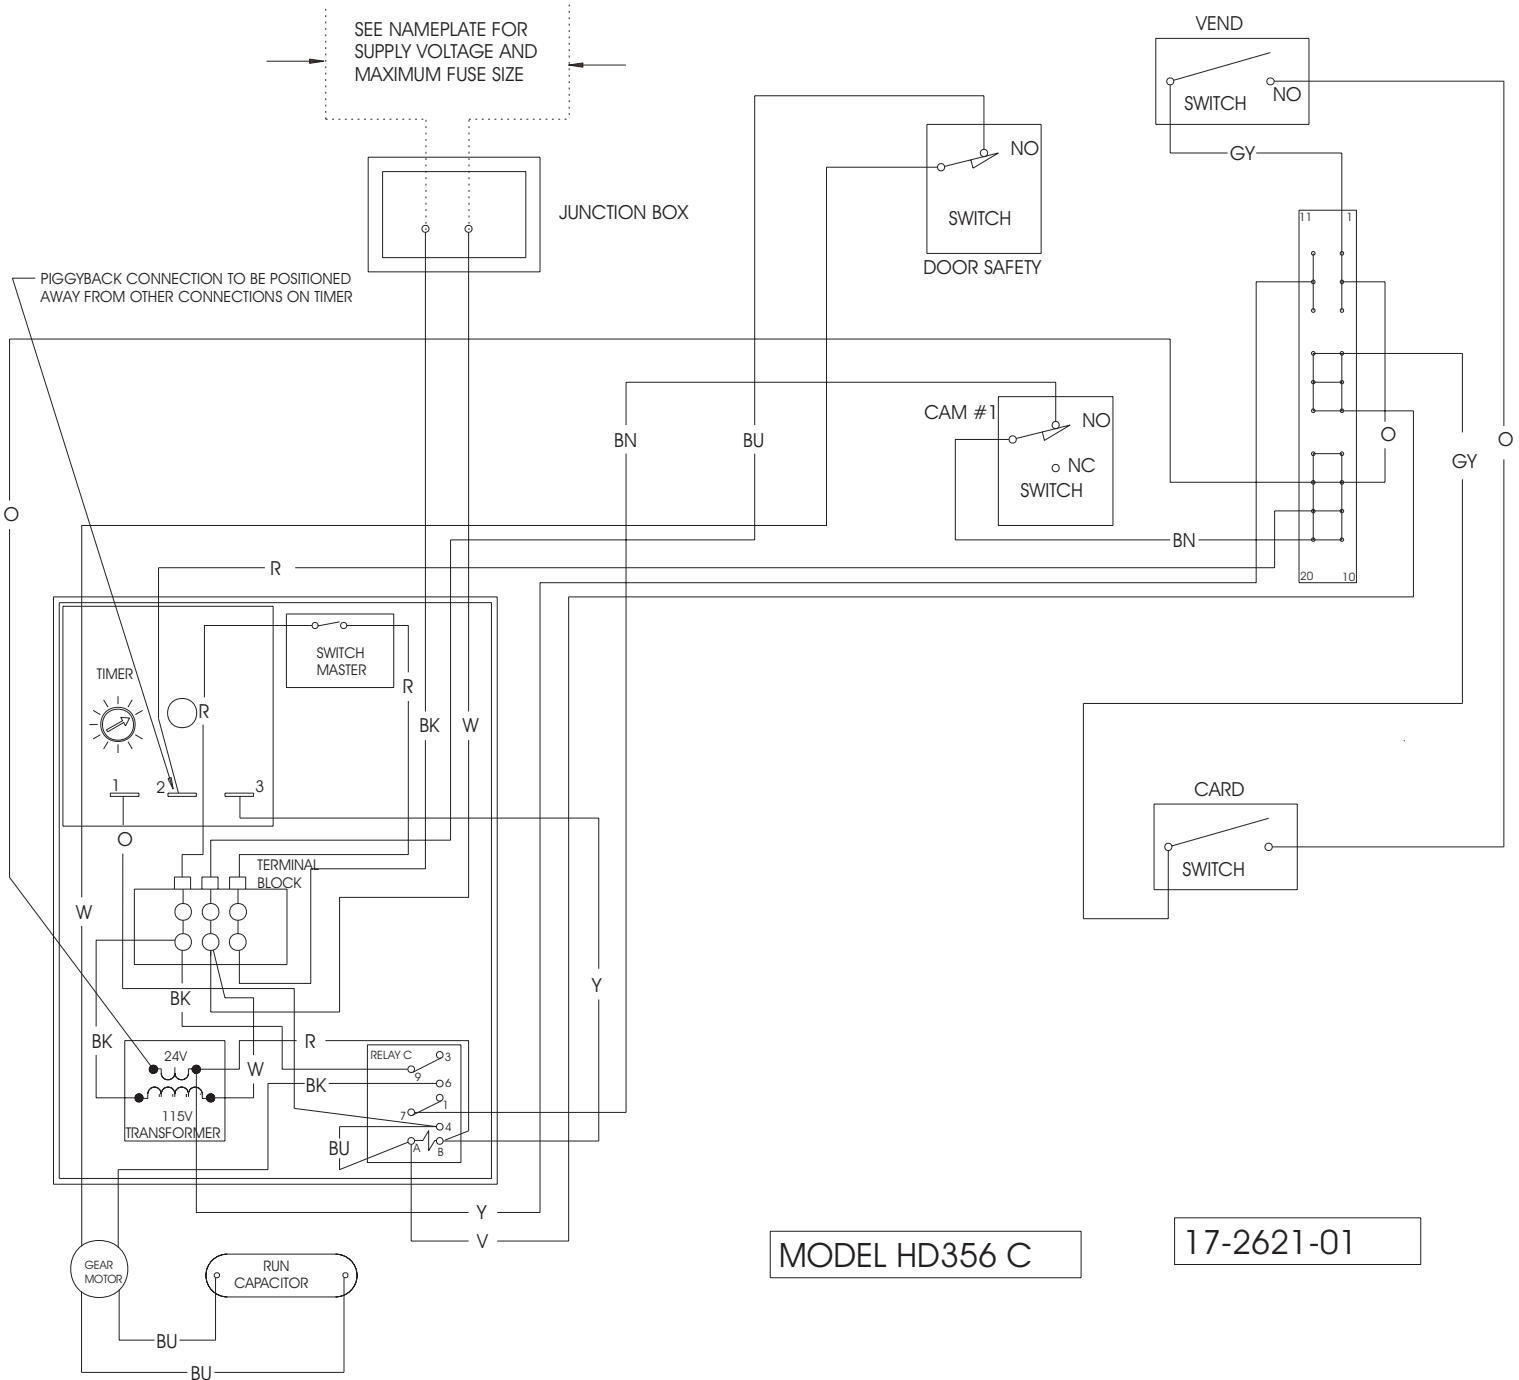 SEE NAMEPLATE FOR
SUPPLY VOLTAGE AND
MAXIMUM FUSE SIZE
VEND
SWITCH
NO
GY
NO
SWITCH
DOOR SAFETY
JUNCTION BOX
11 1
PIGGYBACK CONNECTION TO BE POSITIONED
AWAY FROM OTHER CONNECTIONS ON TIMER
CAM #1
NO
NC
SWITCH
BN
BU
O
O
GY
O
BN
R
20 10
SWITCH
MASTER
TIMER
R
R
BK
W
1
2
3
CARD
SWITCH
O
TERMINAL
BLOCK
W
Y
BK
BK
R
24V
W
115V
TRANSFORMER
RELAY C
3
9
BK
6
1
7
4
BU
A
B
Y
V
MODEL HD356 C
17-2621-01
GEAR
MOTOR
RUN
CAPACITOR
BU
BU